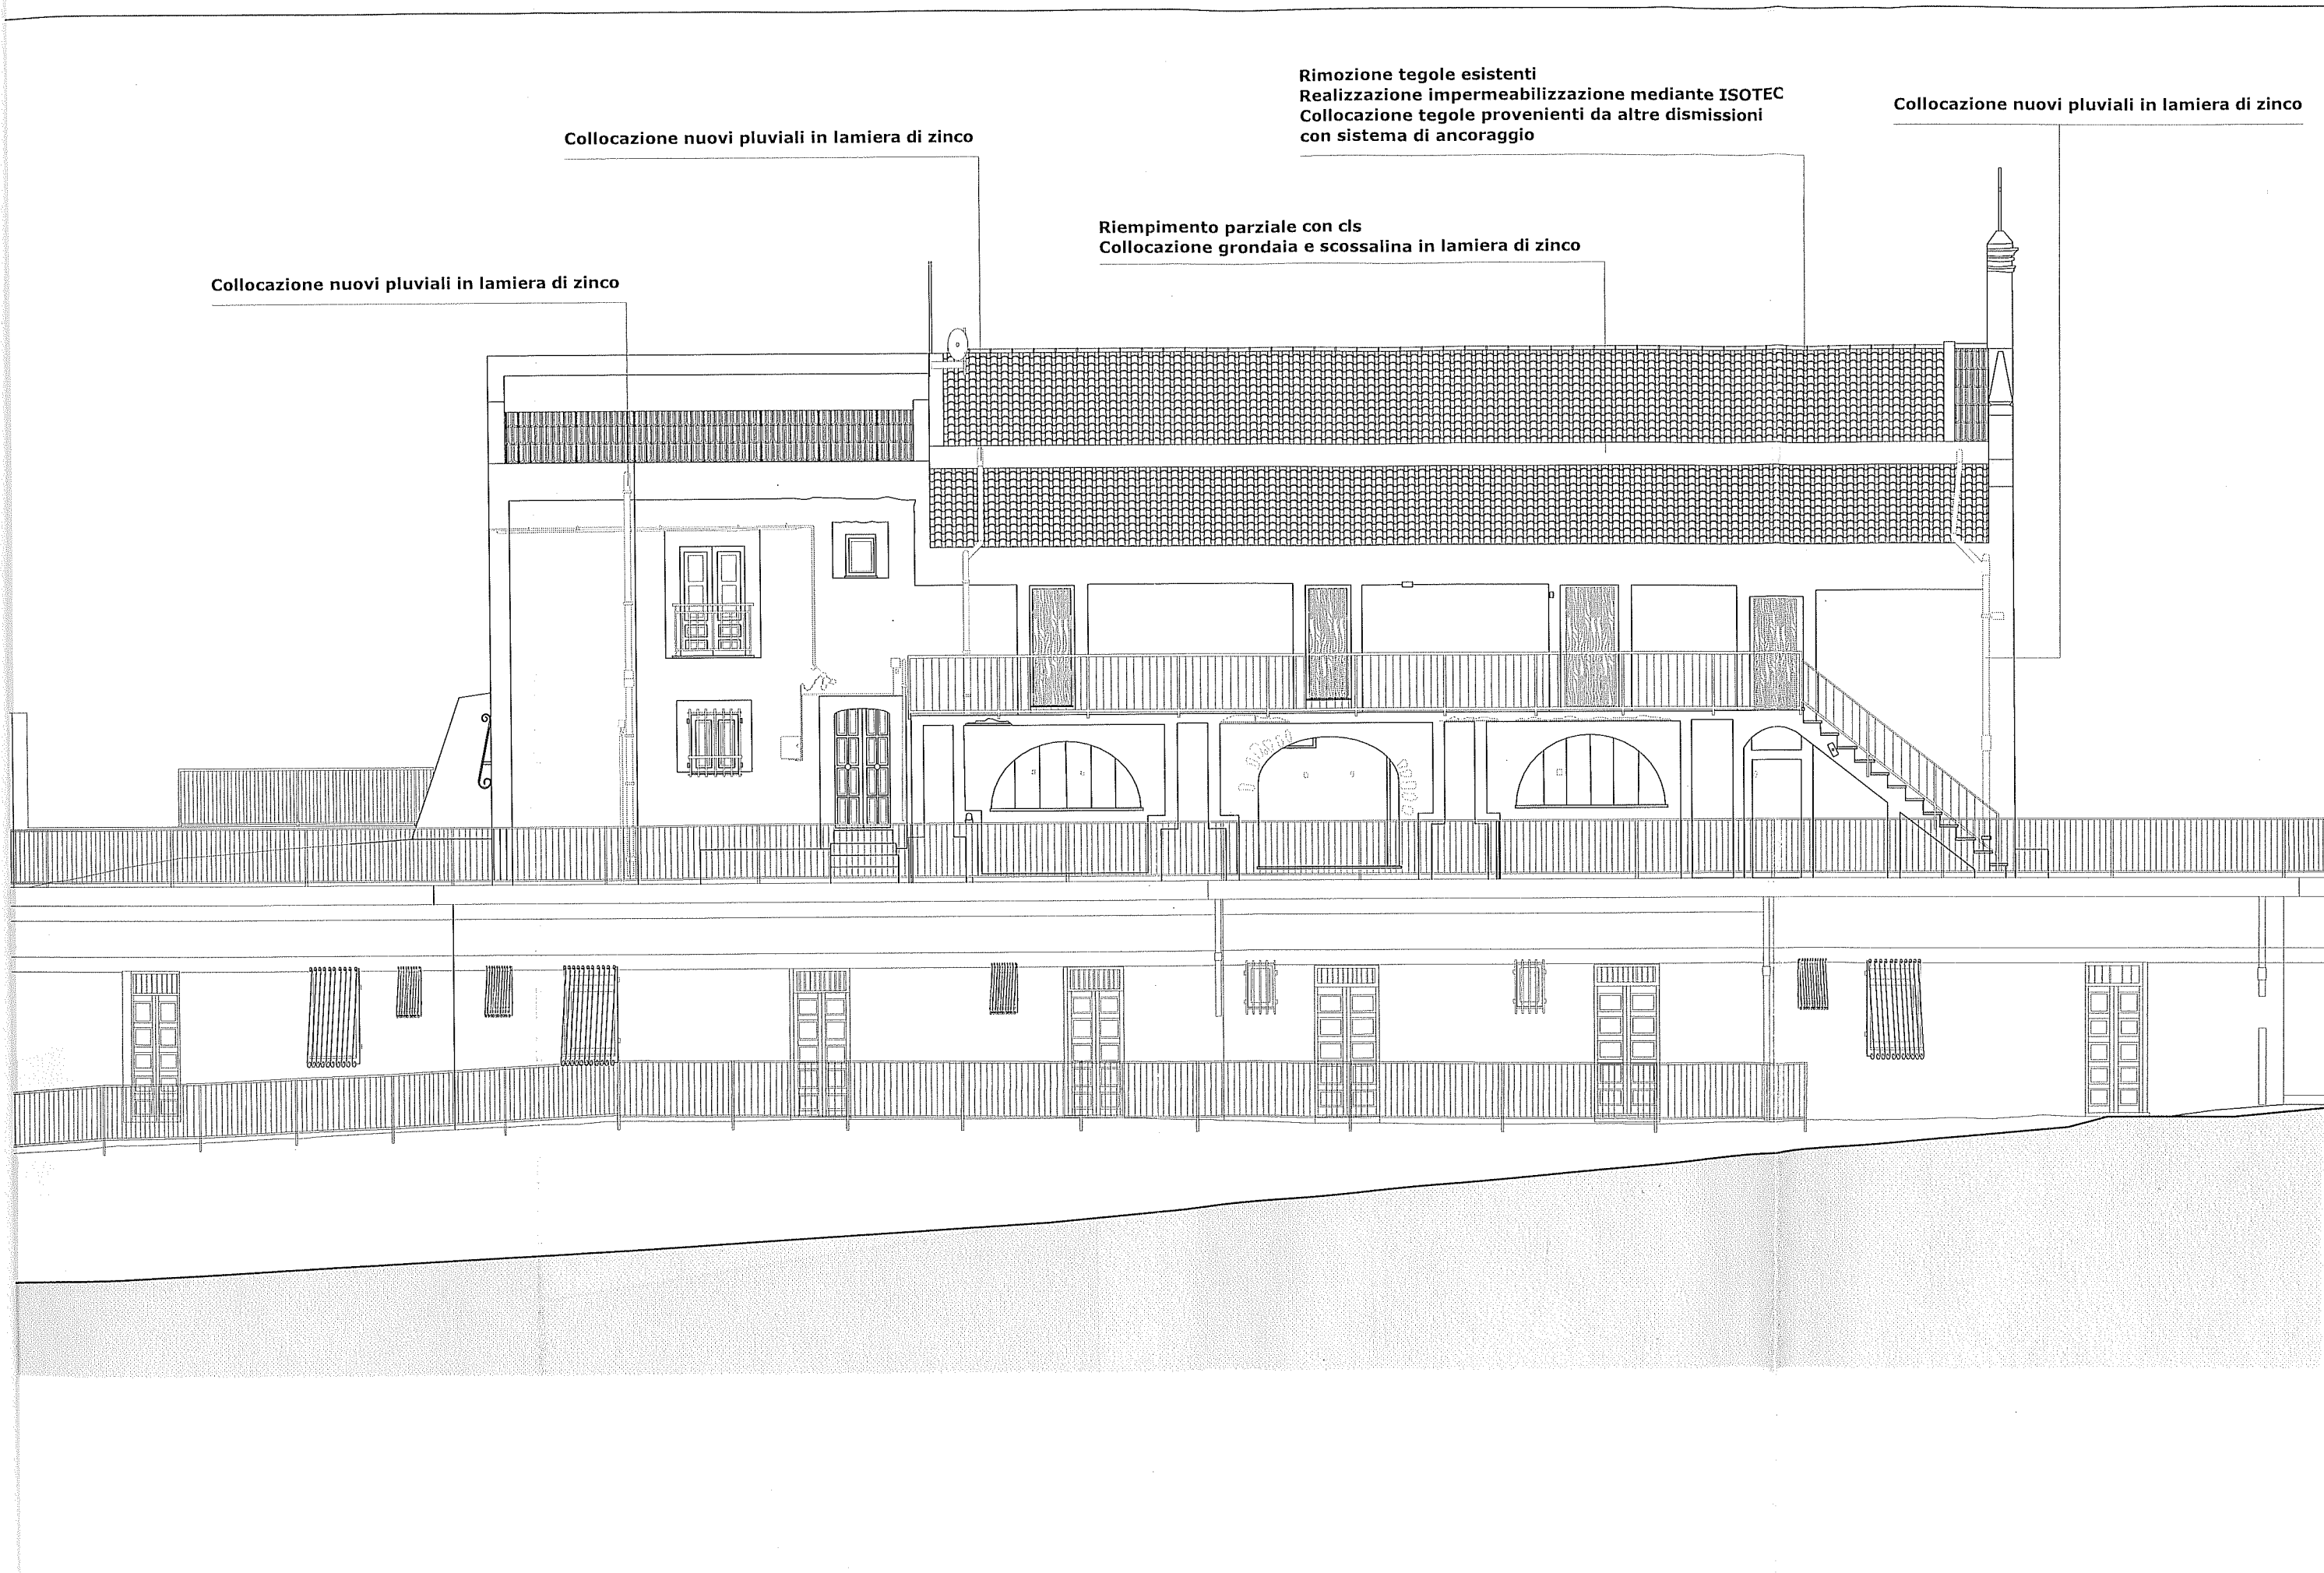 Rimozione tegole esistenti
Realizzazione impermeabilizzazione mediante ISOTEC
Collocazione tegole provenienti da altre dismissioni
con sistema di ancoraggio
Collocazione nuovi pluviali in lamiera di zinco
Collocazione nuovi pluviali in lamiera di zinco
Riempimento parziale con cls
Collocazione grondaia e scossalina in lamiera di zinco
Collocazione nuovi pluviali in lamiera di zinco